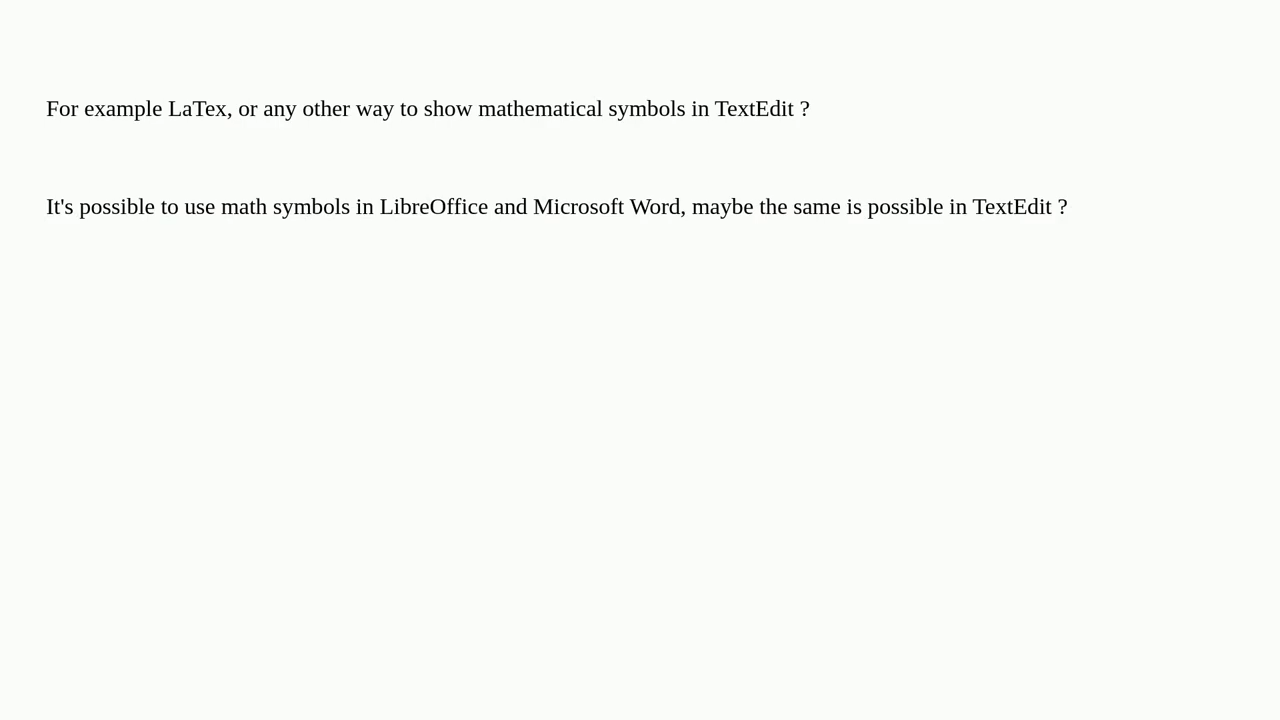 For example LaTex, or any other way to show mathematical symbols in TextEdit ?
It's possible to use math symbols in LibreOffice and Microsoft Word, maybe the same is possible in TextEdit ?